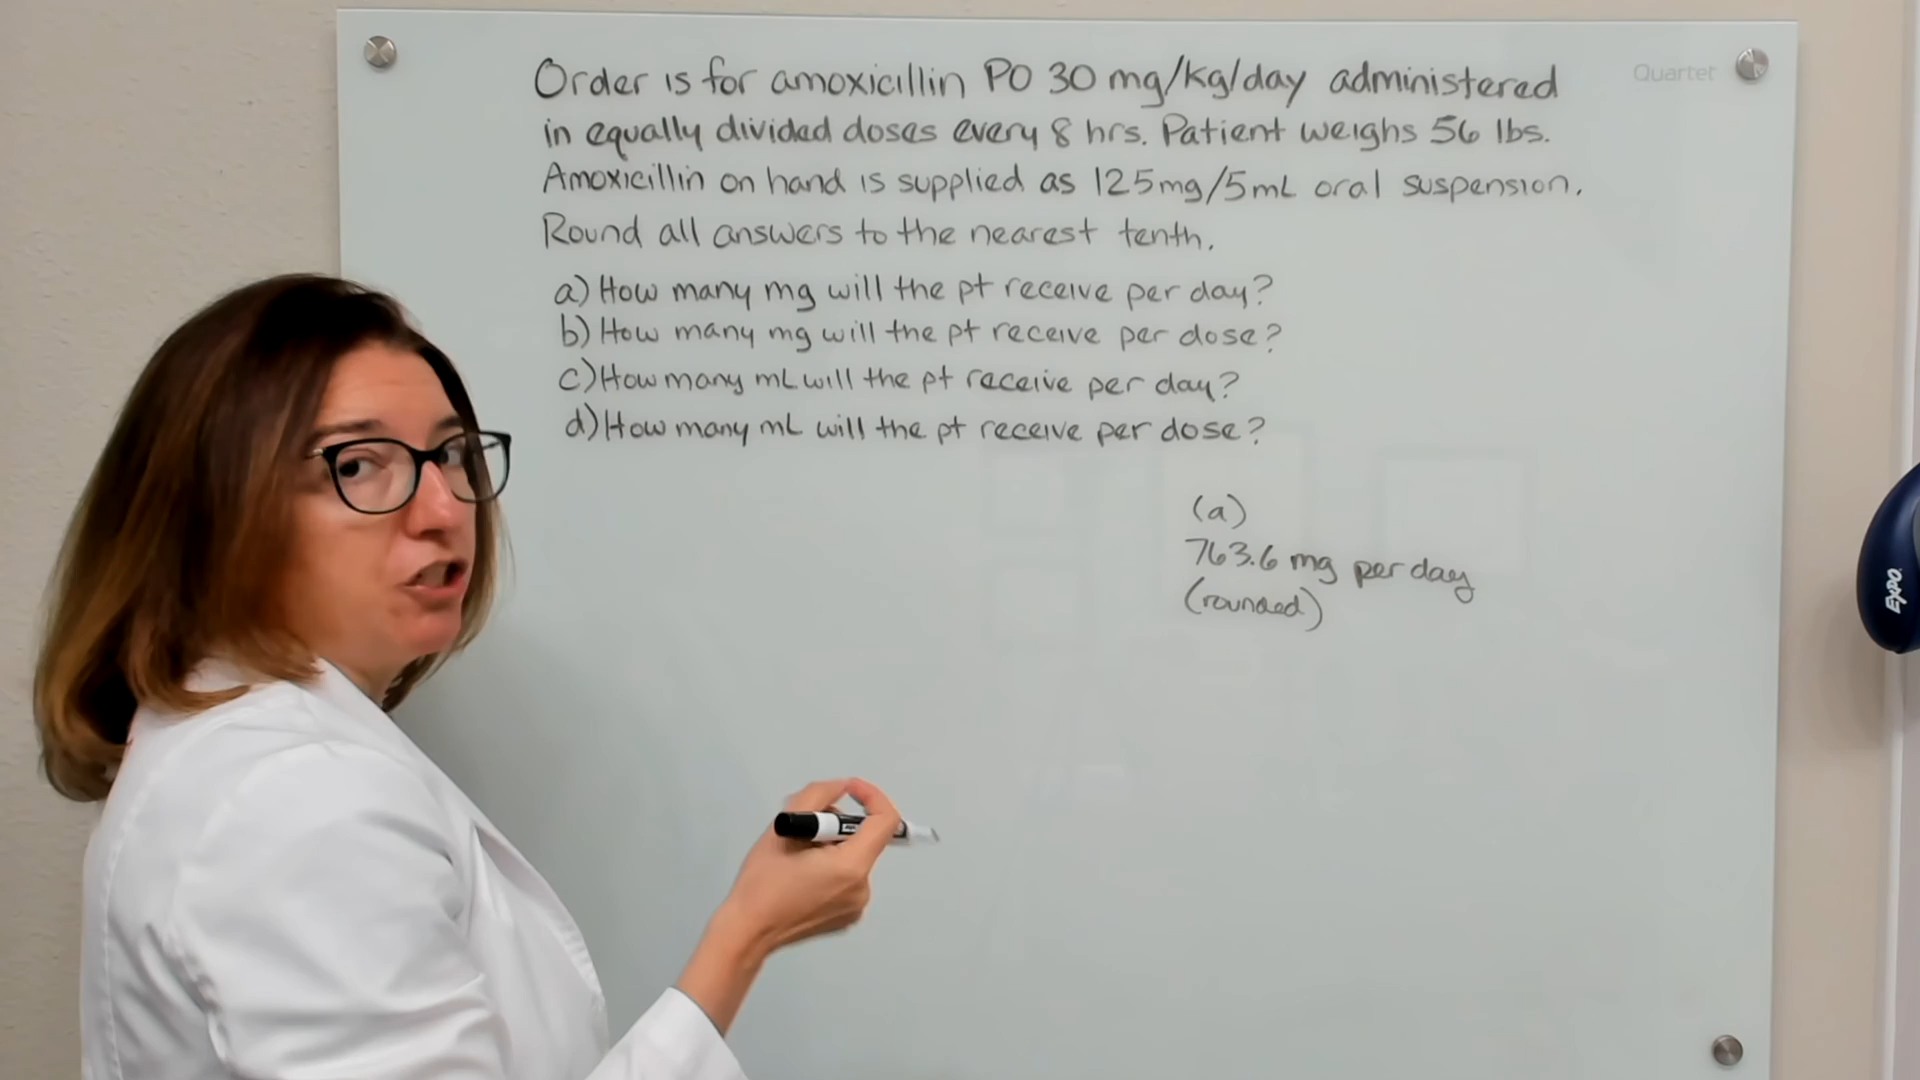 Quartet
Order is for amoxicillin PO 30 mg/kg/day administered
in equally divided doses every 8 hrs. Patient weighs 56 lbs.
Amoxicillin on hand is supplied as 125mg/5mL oral suspension.
Round all answers to the nearest tenth.
a) How many mg will the pt receive per day?
b) How many mg will the pt receive per dose?
c) How many mL will the pt receive per day?
d) How many mL will the pt receive per dose?
(a)
763.6 mg per day
(rounded)
EXPO